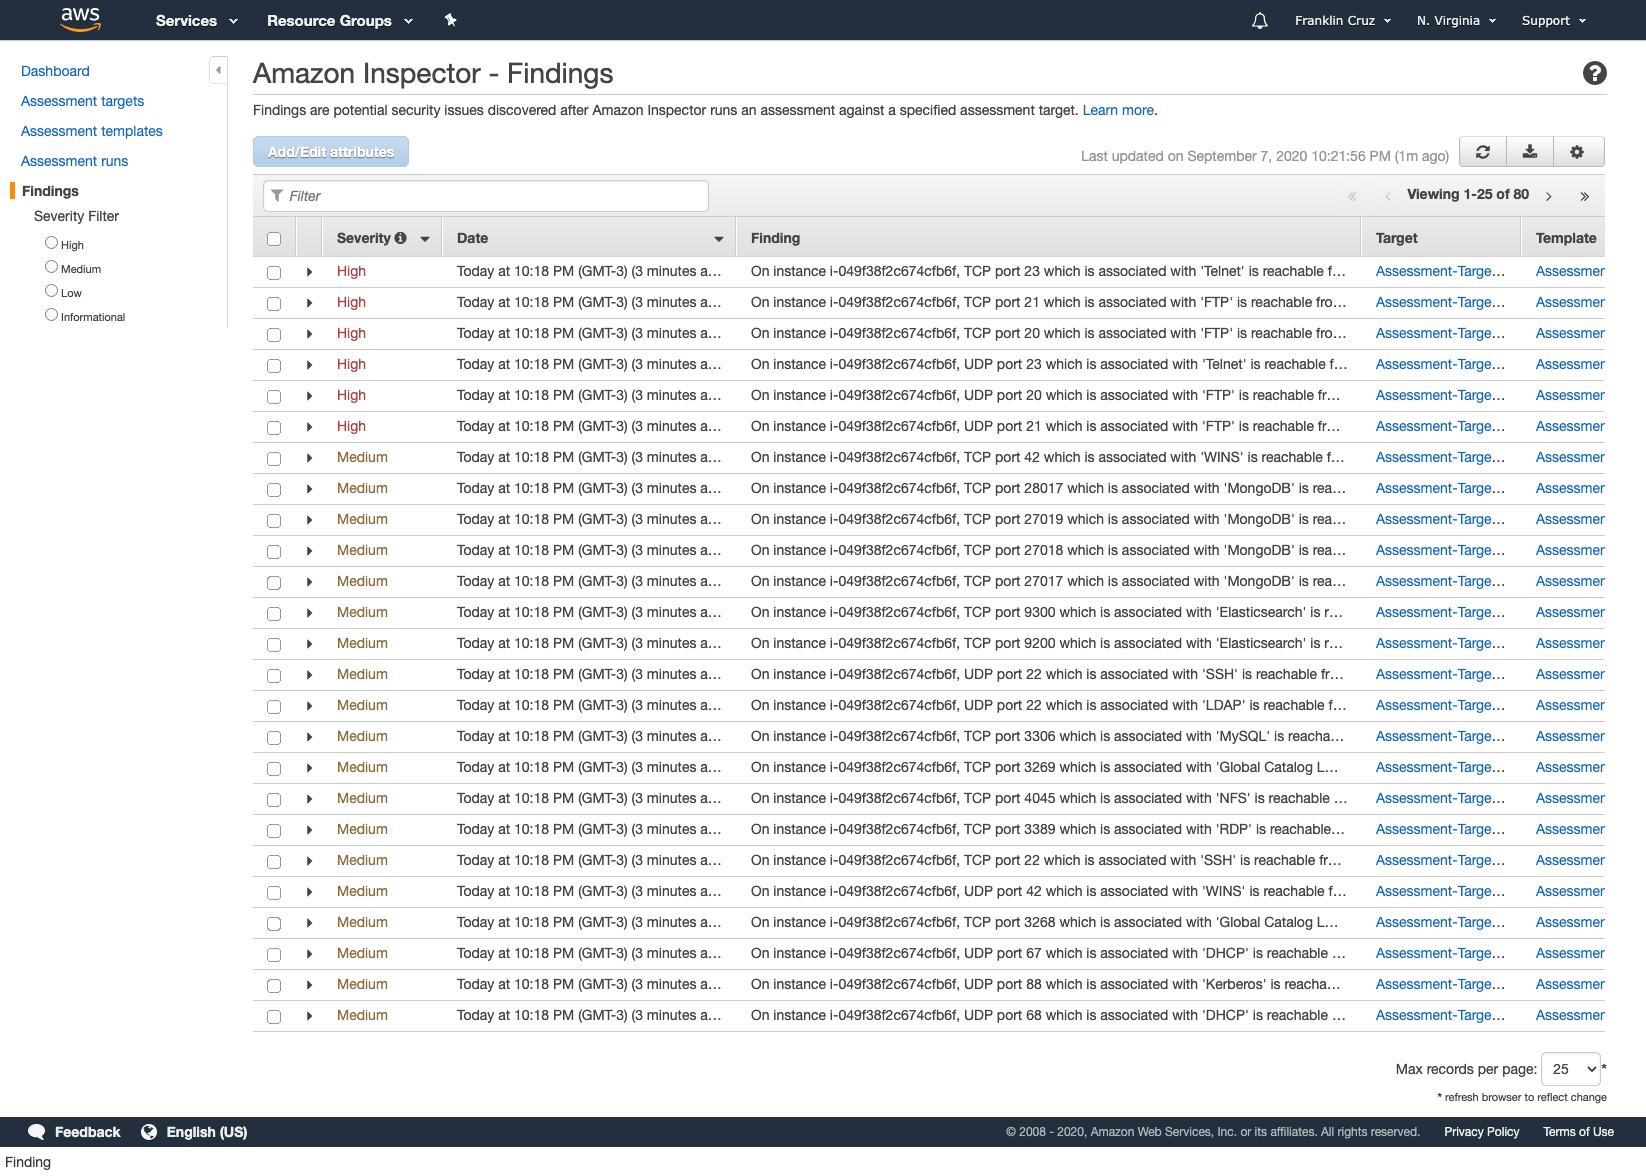 aws Services Resource Groups Franklin Cruz N. Virginia Support
Dashboard
Assessment targets
Assessment templates
Assessment runs
Findings
Severity Filter
High
Medium
Low
Informational
Amazon Inspector - Findings
Findings are potential security issues discovered after Amazon Inspector runs an assessment against a specified assessment target. Learn more.
Add/Edit attributes
Last updated on September 7, 2020 10:21:56 PM (1m ago)
Filter
« ‹ Viewing 1-25 of 80 › »
Severity Date Finding Target Template
High Today at 10:18 PM (GMT-3) (3 minutes a... On instance i-049f38f2c674cfb6f, TCP port 23 which is associated with 'Telnet' is reachable f... Assessment-Targe... Assessmer
High Today at 10:18 PM (GMT-3) (3 minutes a... On instance i-049f38f2c674cfb6f, TCP port 21 which is associated with 'FTP' is reachable fro... Assessment-Targe... Assessmer
High Today at 10:18 PM (GMT-3) (3 minutes a... On instance i-049f38f2c674cfb6f, TCP port 20 which is associated with 'FTP' is reachable fro... Assessment-Targe... Assessmer
High Today at 10:18 PM (GMT-3) (3 minutes a... On instance i-049f38f2c674cfb6f, UDP port 23 which is associated with 'Telnet' is reachable f... Assessment-Targe... Assessmer
High Today at 10:18 PM (GMT-3) (3 minutes a... On instance i-049f38f2c674cfb6f, UDP port 20 which is associated with 'FTP' is reachable fr... Assessment-Targe... Assessmer
High Today at 10:18 PM (GMT-3) (3 minutes a... On instance i-049f38f2c674cfb6f, UDP port 21 which is associated with 'FTP' is reachable fr... Assessment-Targe... Assessmer
Medium Today at 10:18 PM (GMT-3) (3 minutes a... On instance i-049f38f2c674cfb6f, TCP port 42 which is associated with 'WINS' is reachable f... Assessment-Targe... Assessmer
Medium Today at 10:18 PM (GMT-3) (3 minutes a... On instance i-049f38f2c674cfb6f, TCP port 28017 which is associated with 'MongoDB' is rea... Assessment-Targe... Assessmer
Medium Today at 10:18 PM (GMT-3) (3 minutes a... On instance i-049f38f2c674cfb6f, TCP port 27019 which is associated with 'MongoDB' is rea... Assessment-Targe... Assessmer
Medium Today at 10:18 PM (GMT-3) (3 minutes a... On instance i-049f38f2c674cfb6f, TCP port 27018 which is associated with 'MongoDB' is rea... Assessment-Targe... Assessmer
Medium Today at 10:18 PM (GMT-3) (3 minutes a... On instance i-049f38f2c674cfb6f, TCP port 27017 which is associated with 'MongoDB' is rea... Assessment-Targe... Assessmer
Medium Today at 10:18 PM (GMT-3) (3 minutes a... On instance i-049f38f2c674cfb6f, TCP port 9300 which is associated with 'Elasticsearch' is r... Assessment-Targe... Assessmer
Medium Today at 10:18 PM (GMT-3) (3 minutes a... On instance i-049f38f2c674cfb6f, TCP port 9200 which is associated with 'Elasticsearch' is r... Assessment-Targe... Assessmer
Medium Today at 10:18 PM (GMT-3) (3 minutes a... On instance i-049f38f2c674cfb6f, UDP port 22 which is associated with 'SSH' is reachable fr... Assessment-Targe... Assessmer
Medium Today at 10:18 PM (GMT-3) (3 minutes a... On instance i-049f38f2c674cfb6f, UDP port 22 which is associated with 'LDAP' is reachable f... Assessment-Targe... Assessmer
Medium Today at 10:18 PM (GMT-3) (3 minutes a... On instance i-049f38f2c674cfb6f, TCP port 3306 which is associated with 'MySQL' is reacha... Assessment-Targe... Assessmer
Medium Today at 10:18 PM (GMT-3) (3 minutes a... On instance i-049f38f2c674cfb6f, TCP port 3269 which is associated with 'Global Catalog L... Assessment-Targe... Assessmer
Medium Today at 10:18 PM (GMT-3) (3 minutes a... On instance i-049f38f2c674cfb6f, TCP port 4045 which is associated with 'NFS' is reachable ... Assessment-Targe... Assessmer
Medium Today at 10:18 PM (GMT-3) (3 minutes a... On instance i-049f38f2c674cfb6f, TCP port 3389 which is associated with 'RDP' is reachable... Assessment-Targe... Assessmer
Medium Today at 10:18 PM (GMT-3) (3 minutes a... On instance i-049f38f2c674cfb6f, TCP port 22 which is associated with 'SSH' is reachable fr... Assessment-Targe... Assessmer
Medium Today at 10:18 PM (GMT-3) (3 minutes a... On instance i-049f38f2c674cfb6f, UDP port 42 which is associated with 'WINS' is reachable f... Assessment-Targe... Assessmer
Medium Today at 10:18 PM (GMT-3) (3 minutes a... On instance i-049f38f2c674cfb6f, TCP port 3268 which is associated with 'Global Catalog L... Assessment-Targe... Assessmer
Medium Today at 10:18 PM (GMT-3) (3 minutes a... On instance i-049f38f2c674cfb6f, UDP port 67 which is associated with 'DHCP' is reachable ... Assessment-Targe... Assessmer
Medium Today at 10:18 PM (GMT-3) (3 minutes a... On instance i-049f38f2c674cfb6f, UDP port 88 which is associated with 'Kerberos' is reacha... Assessment-Targe... Assessmer
Medium Today at 10:18 PM (GMT-3) (3 minutes a... On instance i-049f38f2c674cfb6f, UDP port 68 which is associated with 'DHCP' is reachable ... Assessment-Targe... Assessmer
Max records per page: 25 *
* refresh browser to reflect change
Feedback English (US) © 2008 - 2020, Amazon Web Services, Inc. or its affiliates. All rights reserved. Privacy Policy Terms of Use
Finding